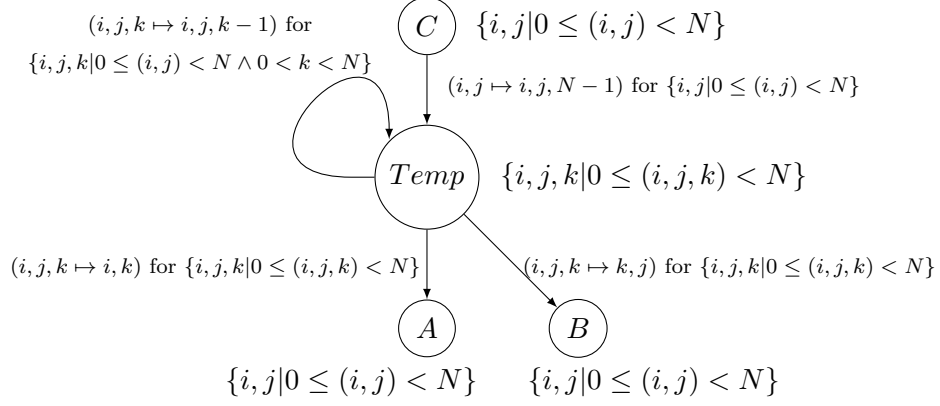 (i, j, k ↦ i, j, k − 1) for
{i, j, k|0 ≤ (i, j) < N ∧ 0 < k < N}
C
{i, j|0 ≤ (i, j) < N}
(i, j ↦ i, j, N − 1) for {i, j|0 ≤ (i, j) < N}
Temp
{i, j, k|0 ≤ (i, j, k) < N}
(i, j, k ↦ i, k) for {i, j, k|0 ≤ (i, j, k) < N}
(i, j, k ↦ k, j) for {i, j, k|0 ≤ (i, j, k) < N}
A
B
{i, j|0 ≤ (i, j) < N}
{i, j|0 ≤ (i, j) < N}